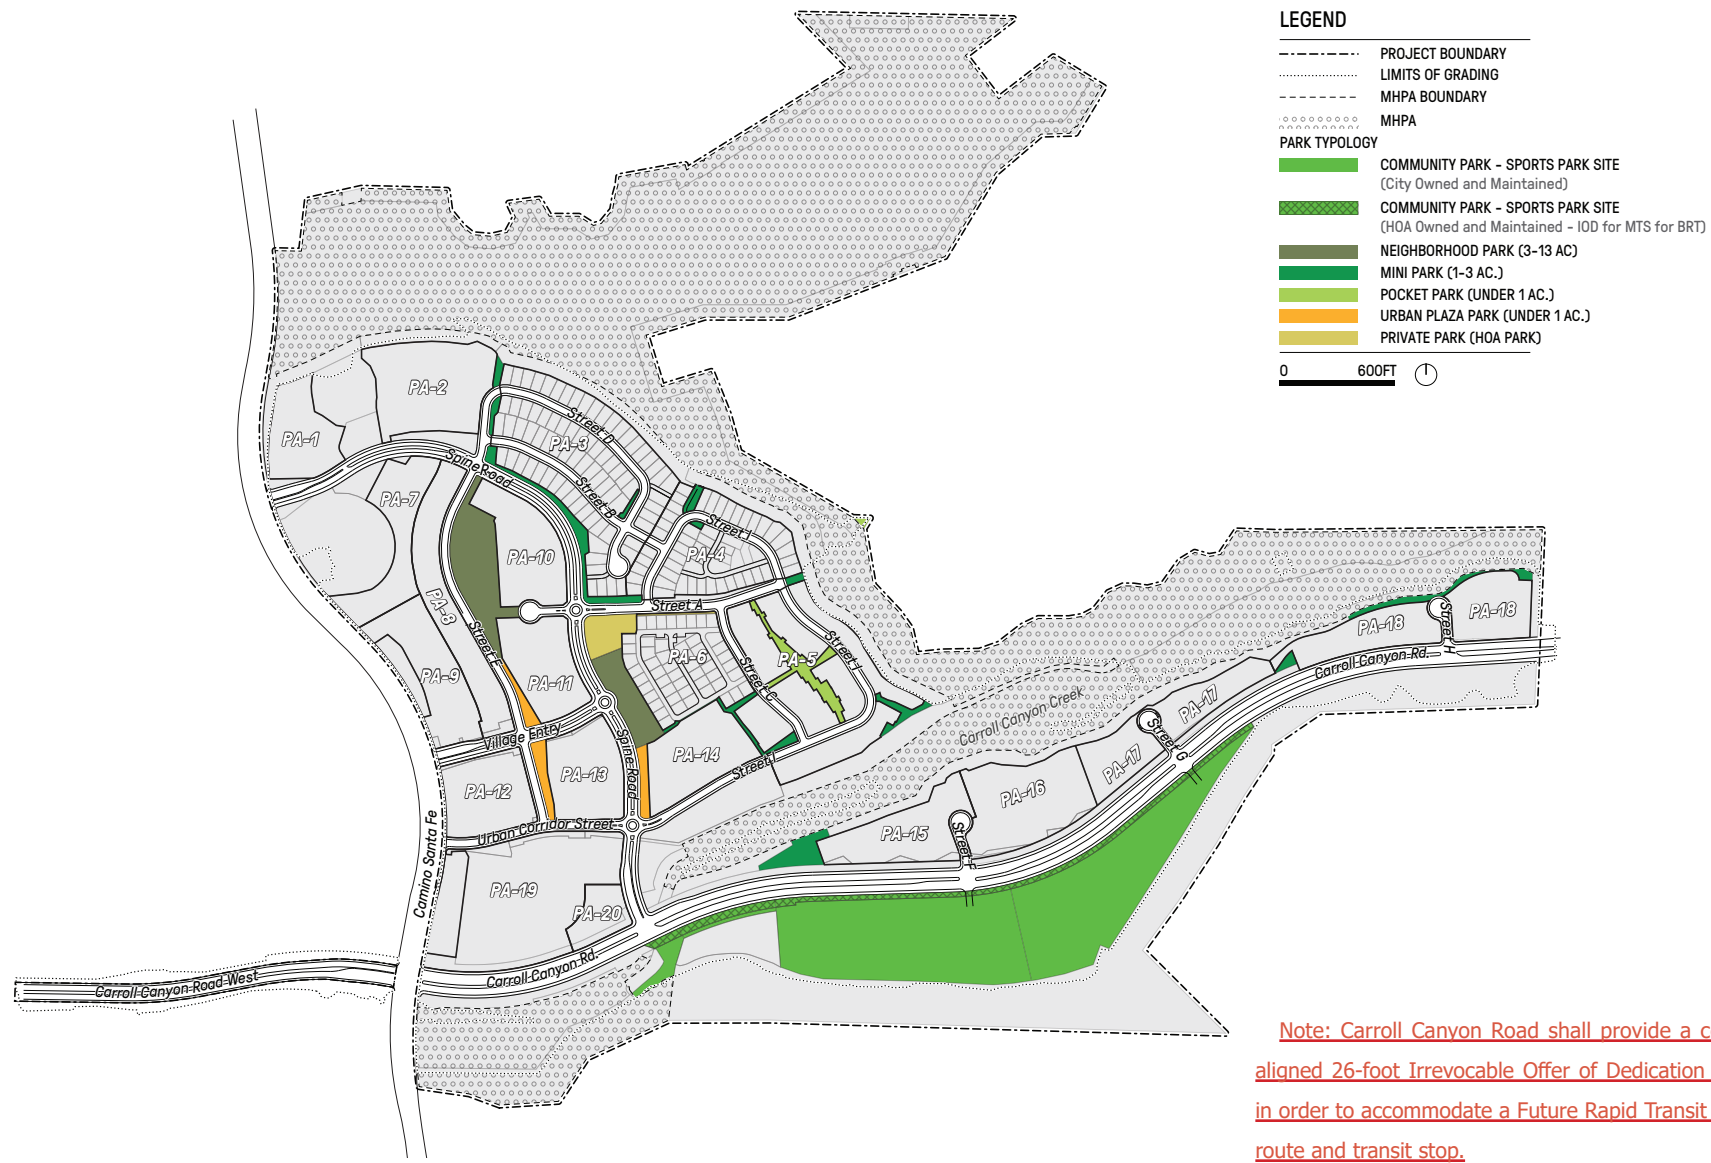 LEGEND
PROJECT BOUNDARY
LIMITS OF GRADING
MHPA BOUNDARY
MHPA
PARK TYPOLOGY
COMMUNITY PARK - SPORTS PARK SITE
(City Owned and Maintained)
COMMUNITY PARK - SPORTS PARK SITE
(HOA Owned and Maintained - IOD for MTS for BRT)
NEIGHBORHOOD PARK (3-13 AC)
MINI PARK (1-3 AC.)
POCKET PARK (UNDER 1 AC.)
URBAN PLAZA PARK (UNDER 1 AC.)
PRIVATE PARK (HOA PARK)
0 600FT
PA-1
PA-2
PA-3
Street D
Spine Road
Street B
PA-7
PA-10
Street I
PA-4
PA-8
Street E
Street A
PA-6
PA-5
Street I
Street C
PA-9
PA-11
Village Entry
Spine Road
PA-12
PA-13
PA-14
Street I
Urban Corridor Street
Camino Santa Fe
PA-19
PA-20
Carroll Canyon Rd.
Carroll Canyon Road West
Carroll Canyon Creek
PA-15
Street F
PA-16
PA-17
Street G
PA-17
Carroll Canyon Rd.
PA-18
Street H
PA-18
Note: Carroll Canyon Road shall provide a c
aligned 26-foot Irrevocable Offer of Dedication
in order to accommodate a Future Rapid Transit
route and transit stop.